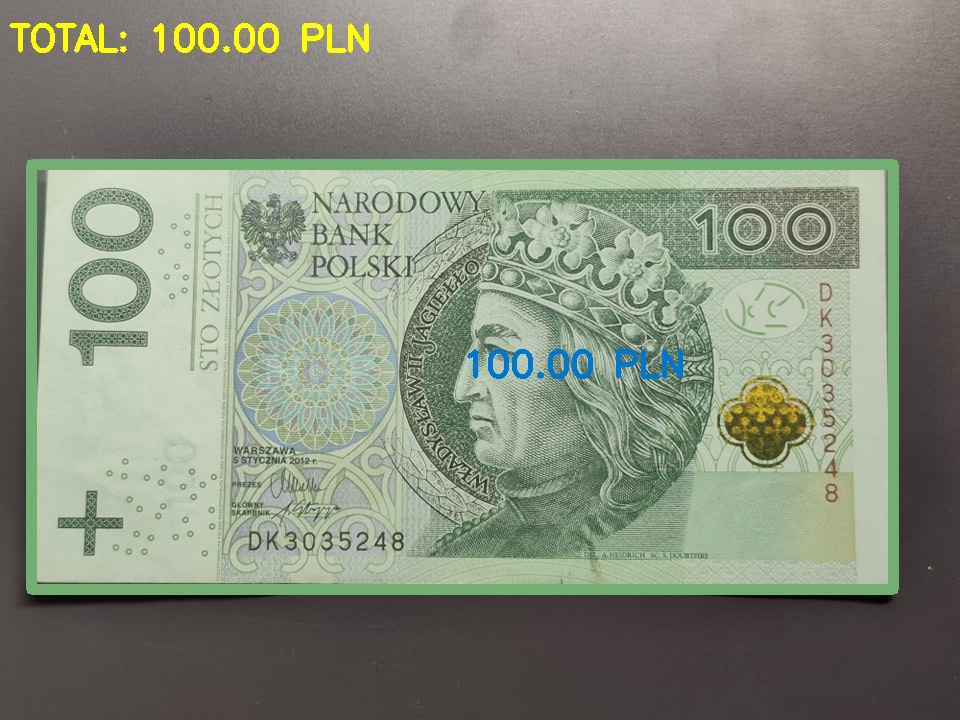 TOTAL: 100.00 PLN
100
STO ZŁOTYCH
NARODOWY
BANK
POLSKI
WŁADYSŁAW II JAGIEŁŁO
100
DK3035248
100.00 PLN
WARSZAWA
5 STYCZNIA 2012 r.
PREZES
GŁÓWNY
SKARBNIK
DK3035248
DEL. A. HEIDRICH SC. S. DOUBTFIRE